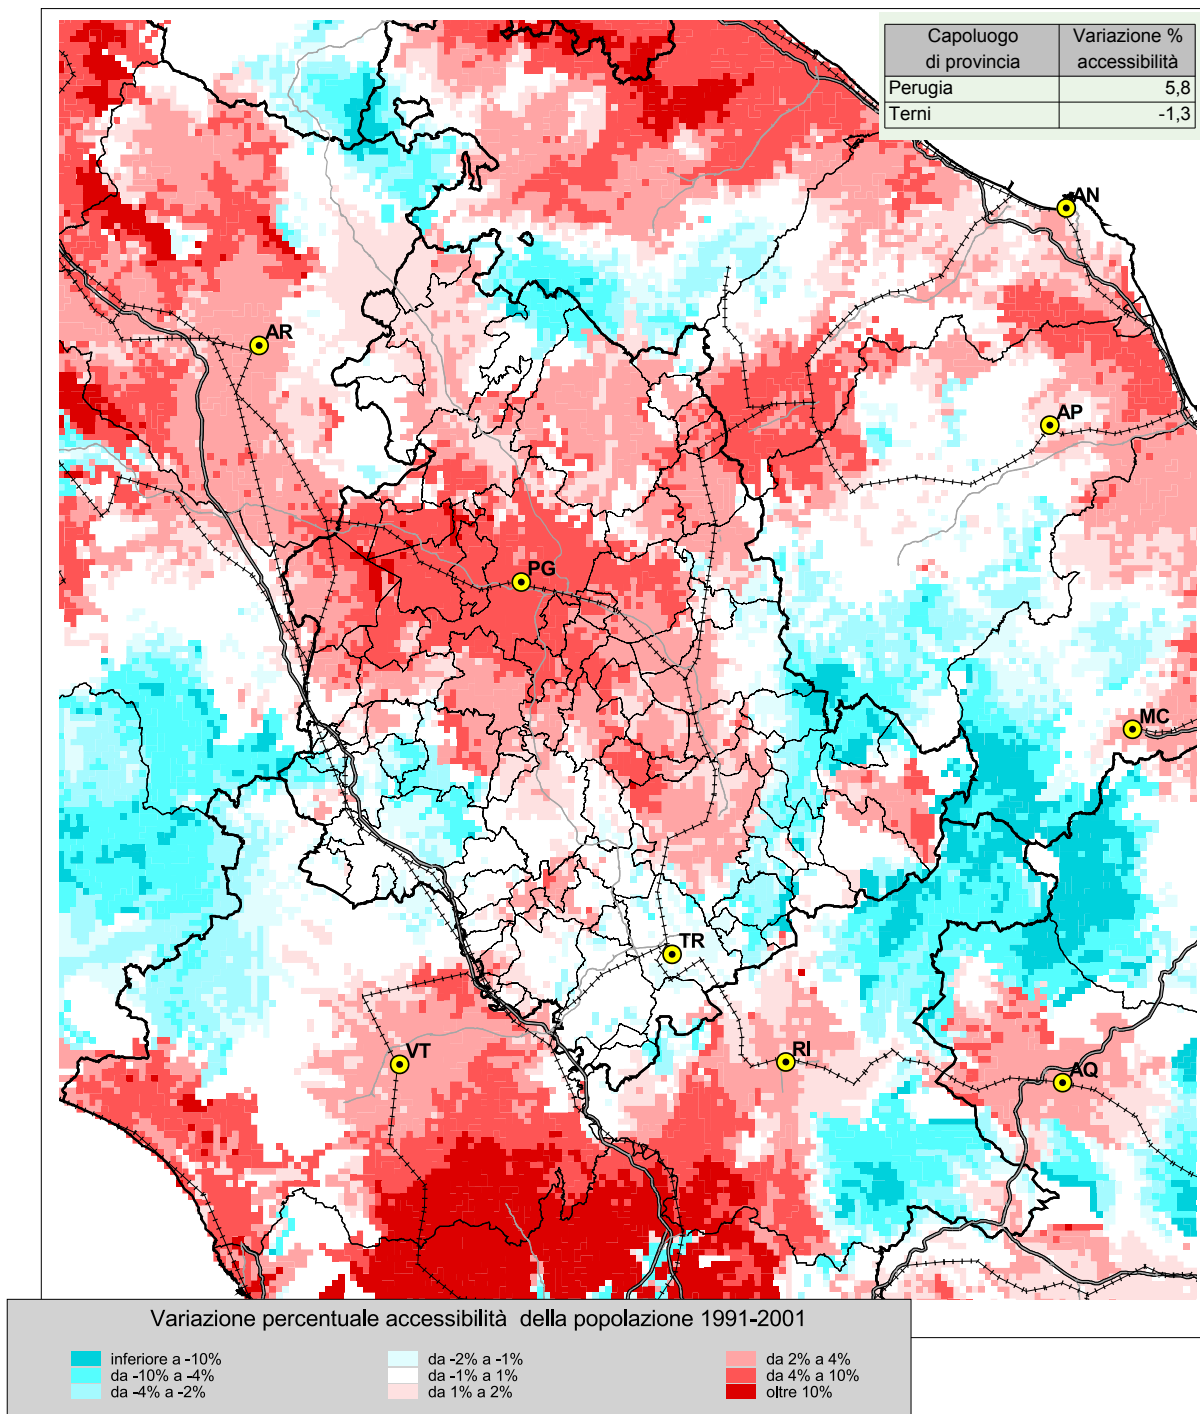 Capoluogo di provincia Variazione % accessibilità
Perugia 5,8
Terni -1,3
AN
AR
AP
PG
MC
TR
VT
RI
AQ
Variazione percentuale accessibilità della popolazione 1991-2001
inferiore a -10%
da -10% a -4%
da -4% a -2%
da -2% a -1%
da -1% a 1%
da 1% a 2%
da 2% a 4%
da 4% a 10%
oltre 10%